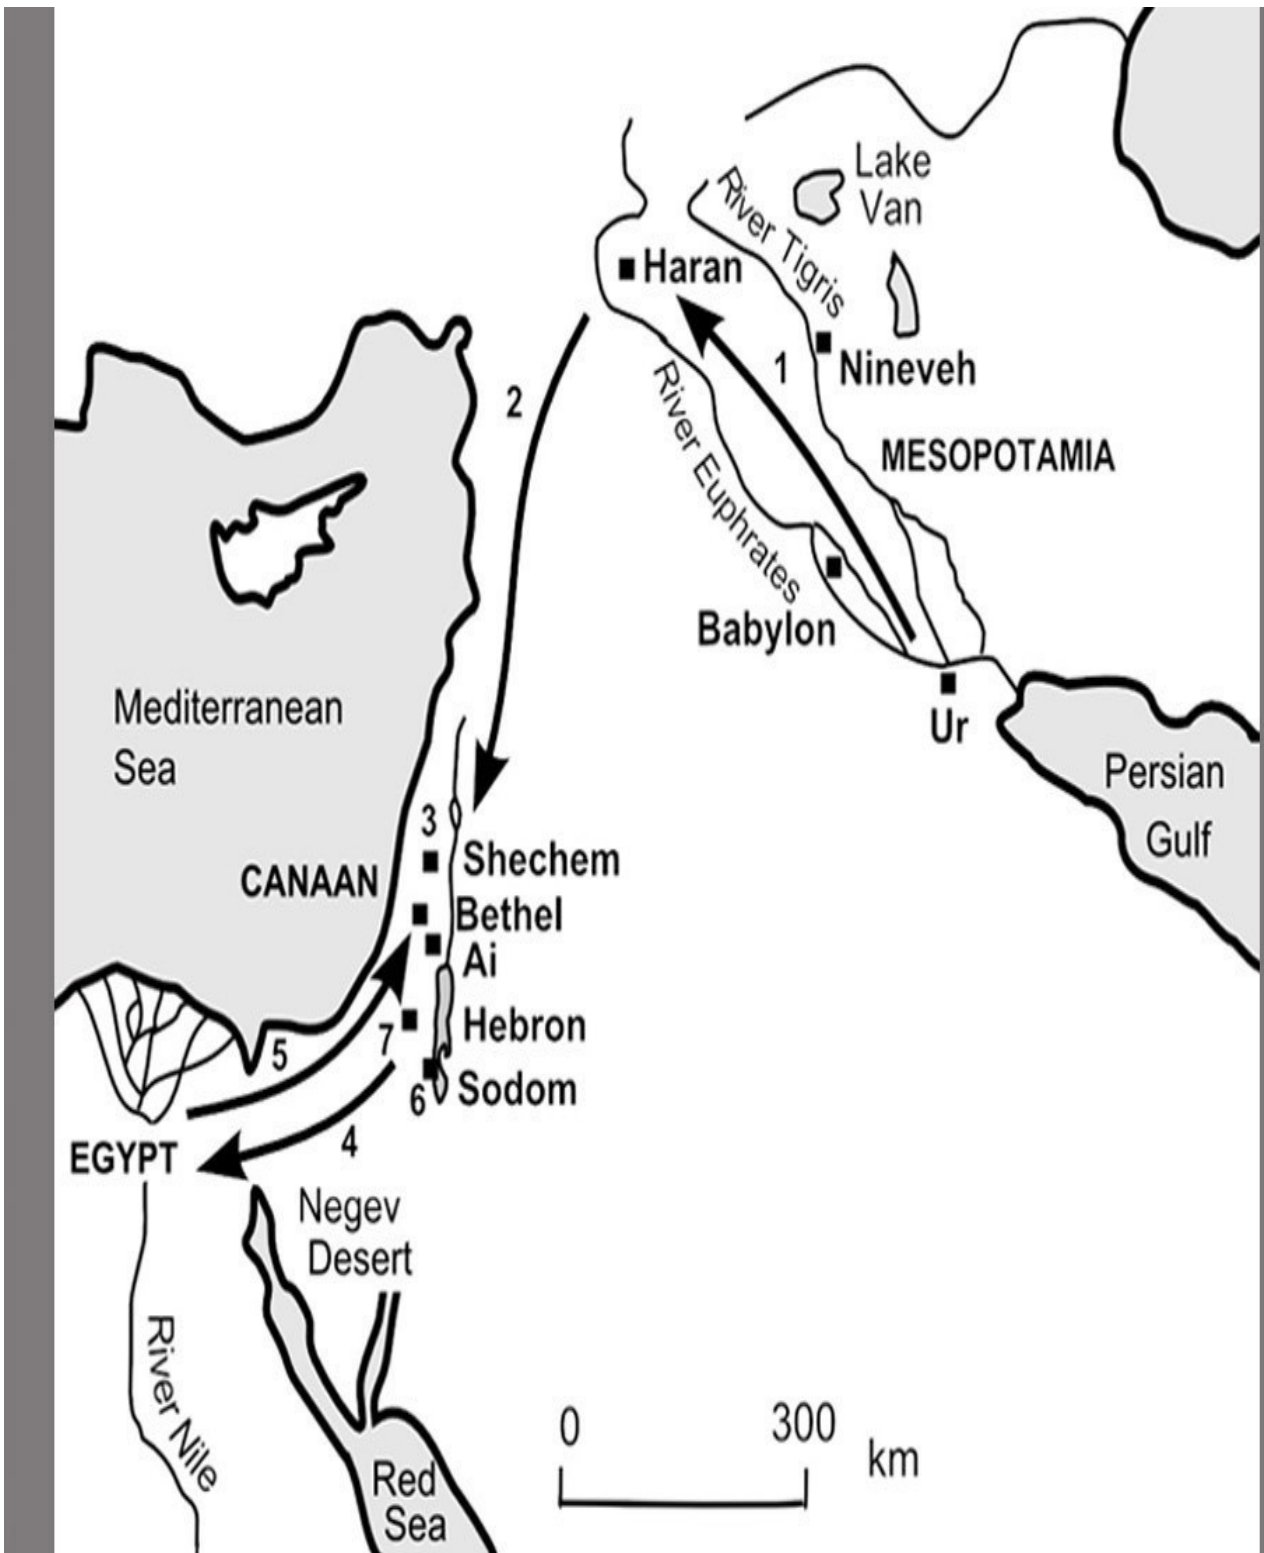 Lake
Van
River Tigris
Haran
1
Nineveh
2
River Euphrates
MESOPOTAMIA
Babylon
Mediterranean
Sea
Ur
Persian
Gulf
3
Shechem
CANAAN
Bethel
Ai
Hebron
7
5
Sodom
6
4
EGYPT
Negev
Desert
River Nile
0 300
km
Red
Sea